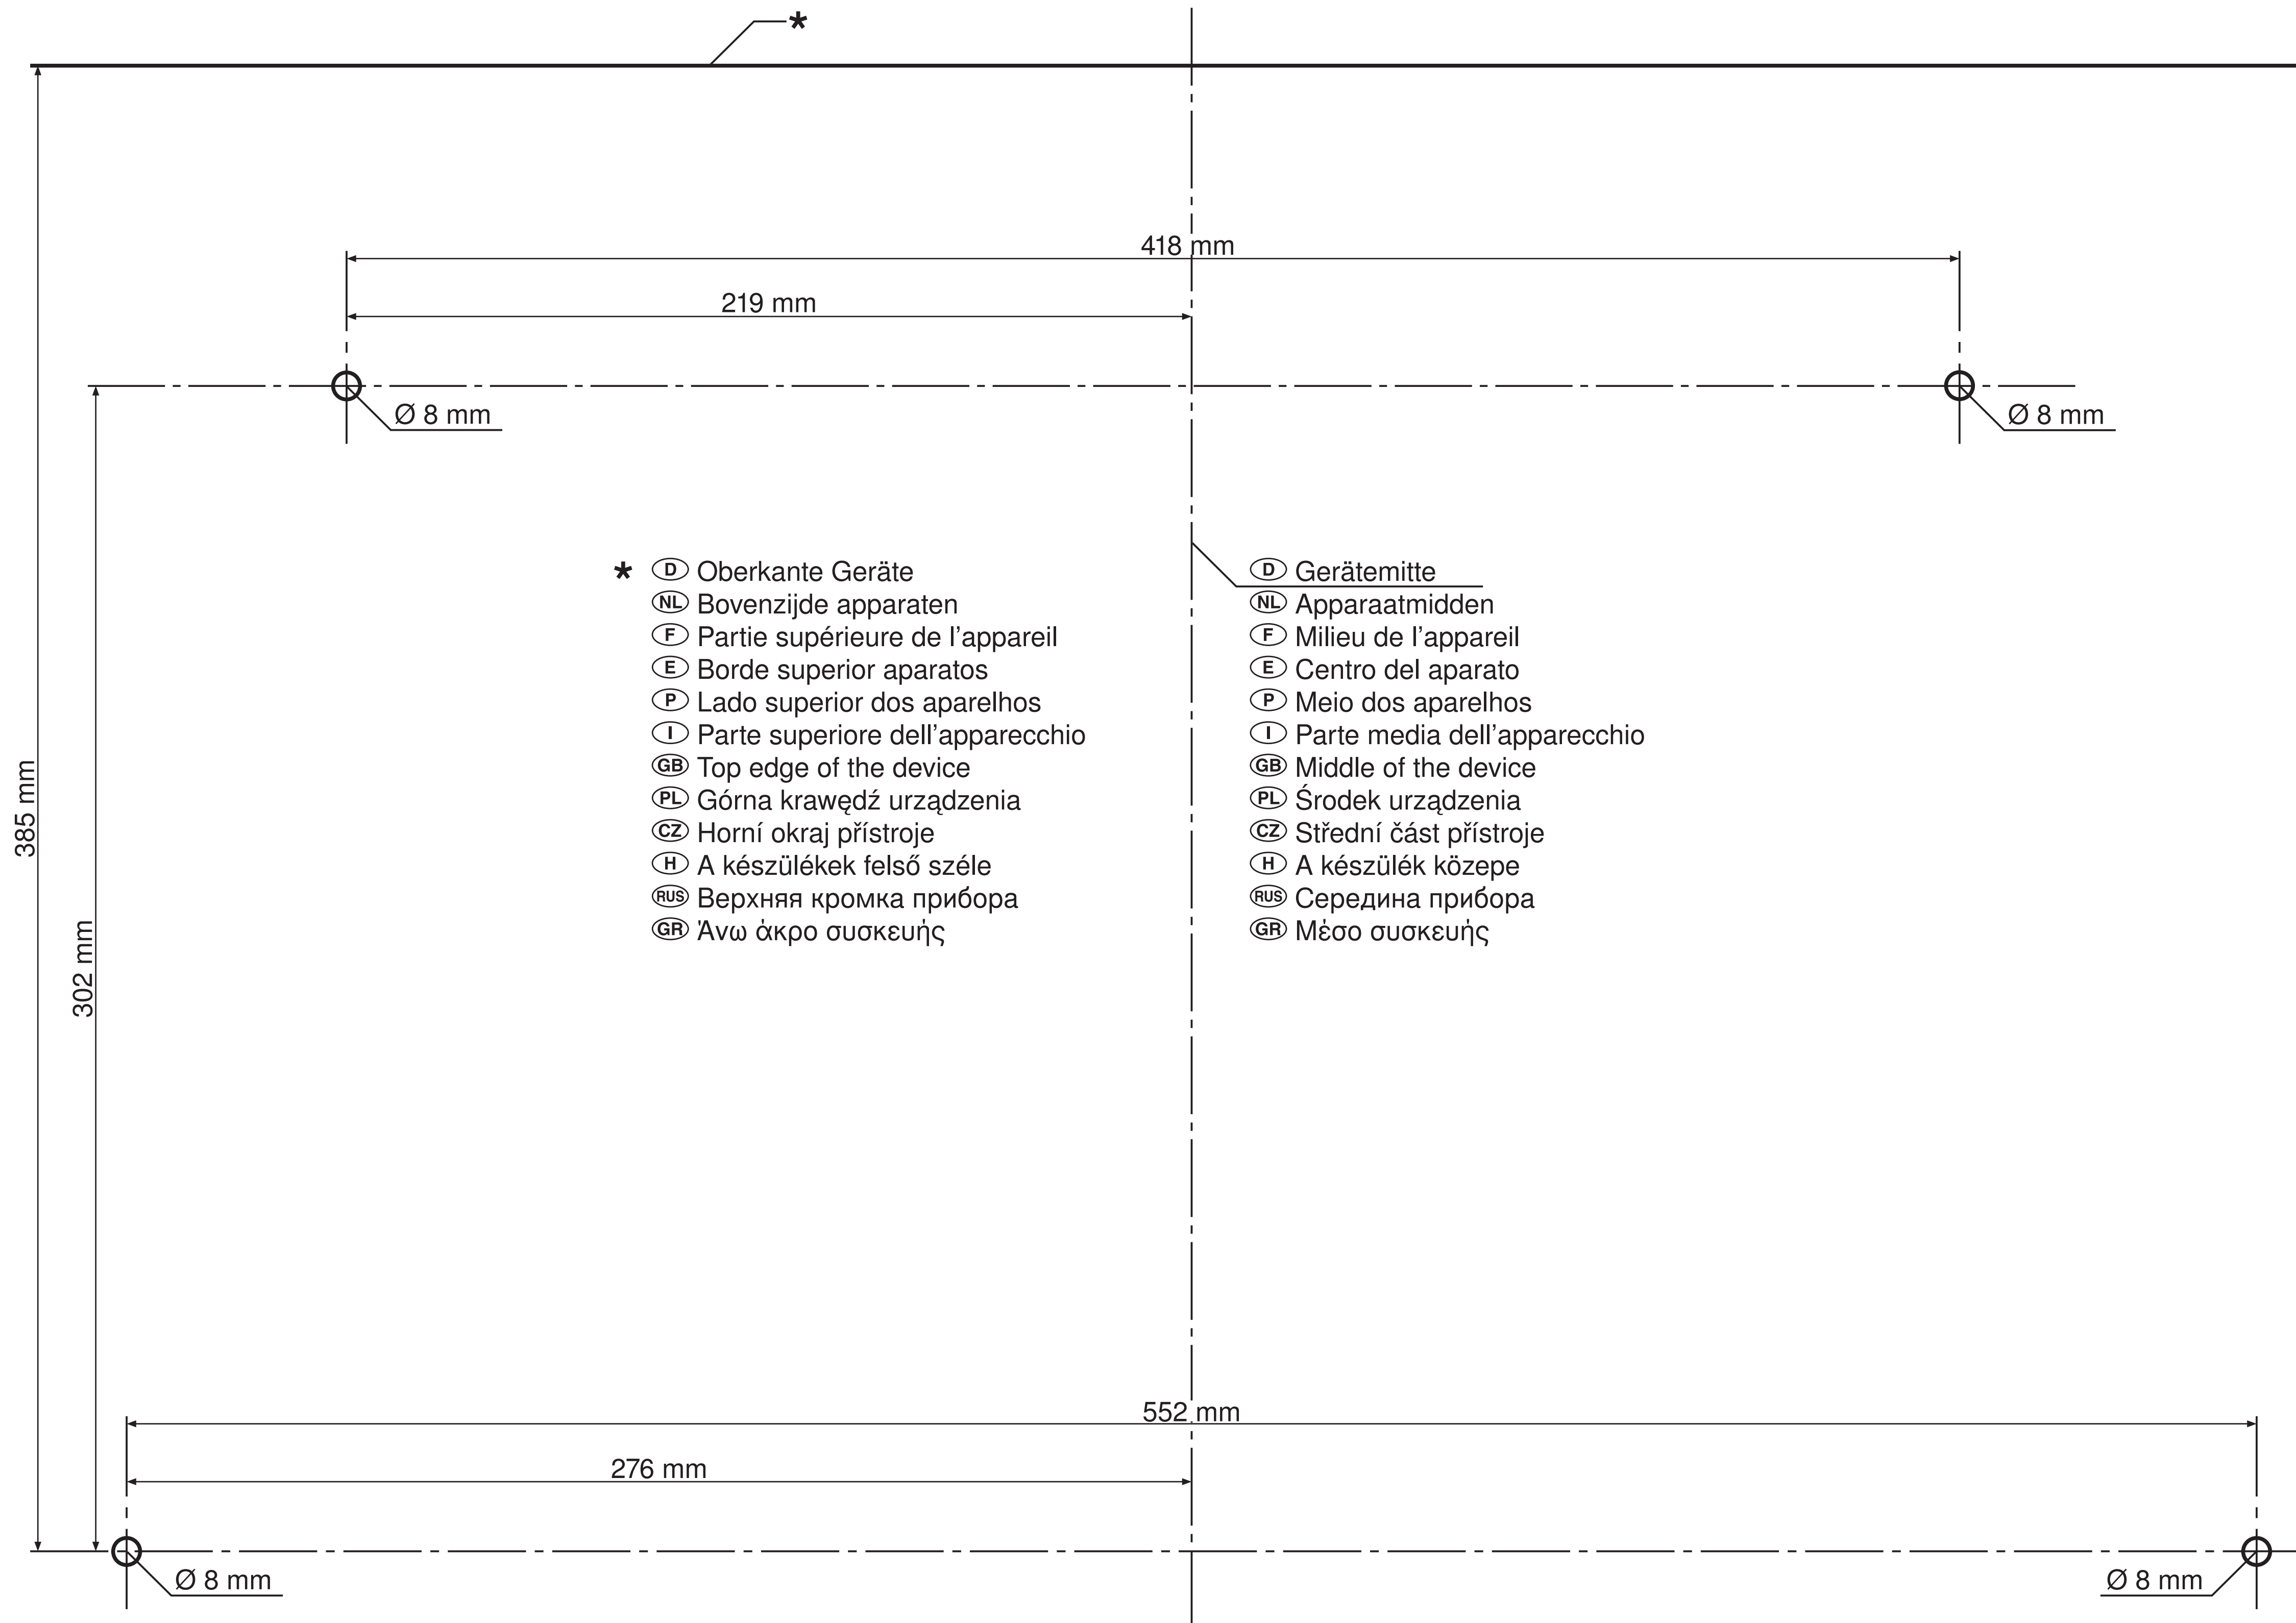 *
418 mm
219 mm
Ø 8 mm
Ø 8 mm
* D Oberkante Geräte
NL Bovenzijde apparaten
F Partie supérieure de l’appareil
E Borde superior aparatos
P Lado superior dos aparelhos
I Parte superiore dell’apparecchio
GB Top edge of the device
PL Górna krawędź urządzenia
CZ Horní okraj přístroje
H A készülékek felső széle
RUS Верхняя кромка прибора
GR Άνω άκρο συσκευής
D Gerätemitte
NL Apparaatmidden
F Milieu de l’appareil
E Centro del aparato
P Meio dos aparelhos
I Parte media dell’apparecchio
GB Middle of the device
PL Środek urządzenia
CZ Střední část přístroje
H A készülék közepe
RUS Середина прибора
GR Μέσο συσκευής
385 mm
302 mm
552 mm
276 mm
Ø 8 mm
Ø 8 mm